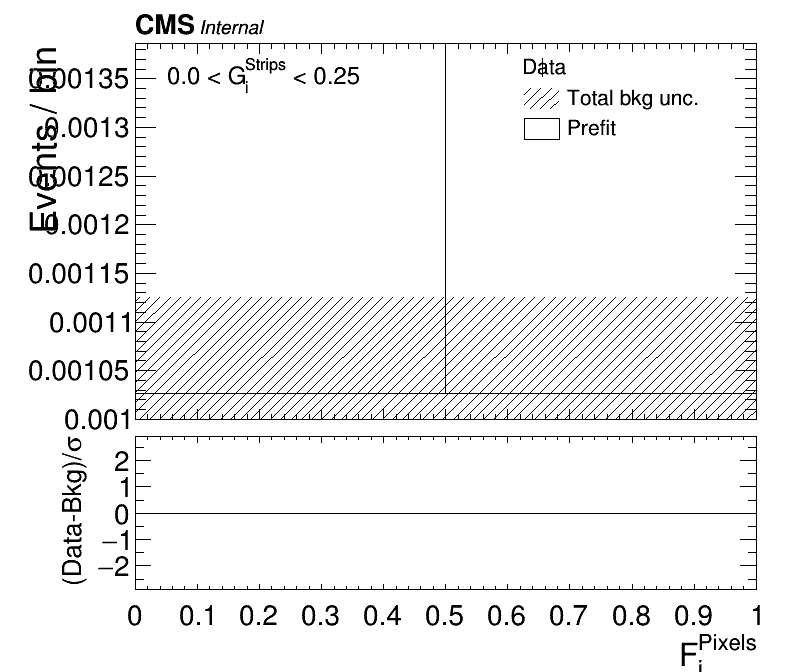 CMS Internal
0.0 < G_i^Strips < 0.25
Data
Total bkg unc.
Prefit
Events / bin
0.00135
0.0013
0.00125
0.0012
0.00115
0.0011
0.00105
0.001
(Data-Bkg)/σ
2
1
0
−1
−2
0 0.1 0.2 0.3 0.4 0.5 0.6 0.7 0.8 0.9 1
F_i^Pixels